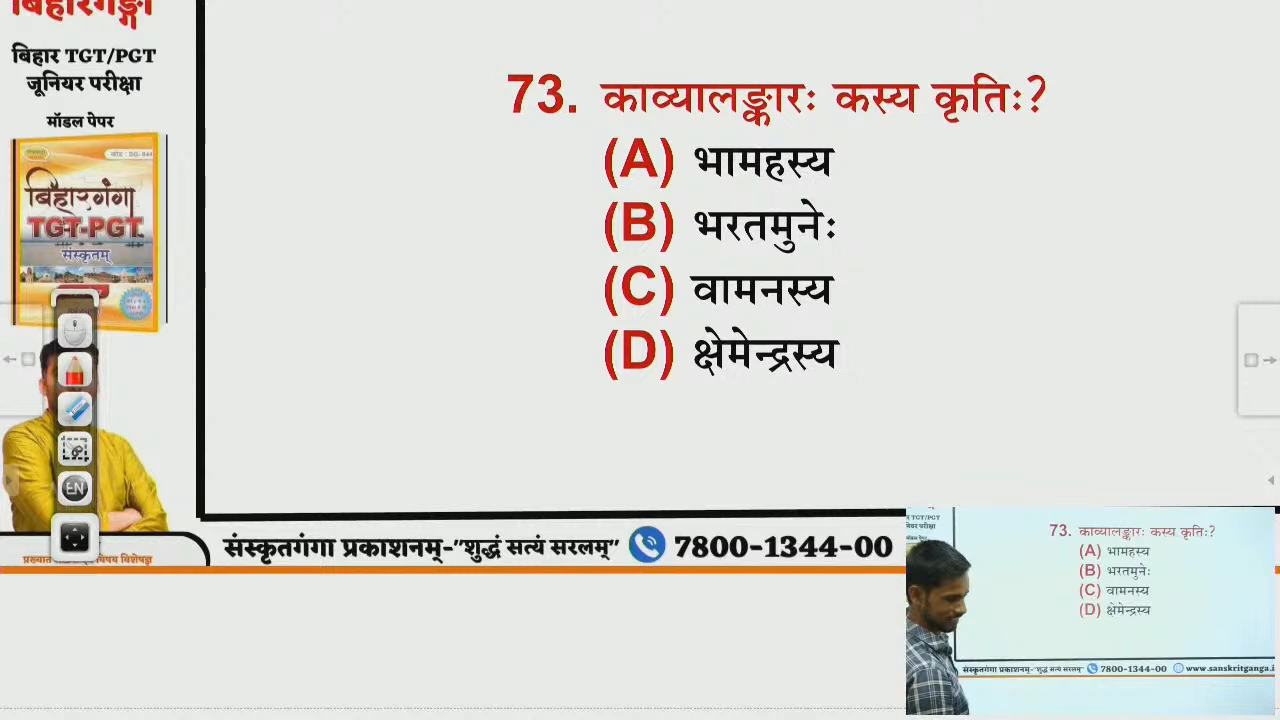 बिहारगङ्गा
बिहार TGT/PGT
जूनियर परीक्षा
मॉडल पेपर
बिहारगंगा
TGT-PGT
संस्कृतम्
73. काव्यालङ्कारः कस्य कृतिः?
(A) भामहस्य
(B) भरतमुनेः
(C) वामनस्य
(D) क्षेमेन्द्रस्य
EN
संस्कृतगंगा प्रकाशनम्-"शुद्धं सत्यं सरलम्" 7800-1344-00
73. काव्यालङ्कारः कस्य कृतिः?
(A) भामहस्य
(B) भरतमुनेः
(C) वामनस्य
(D) क्षेमेन्द्रस्य
संस्कृतगंगा प्रकाशनम्-"शुद्धं सत्यं सरलम्" 7800-1344-00 www.sanskritganga.i